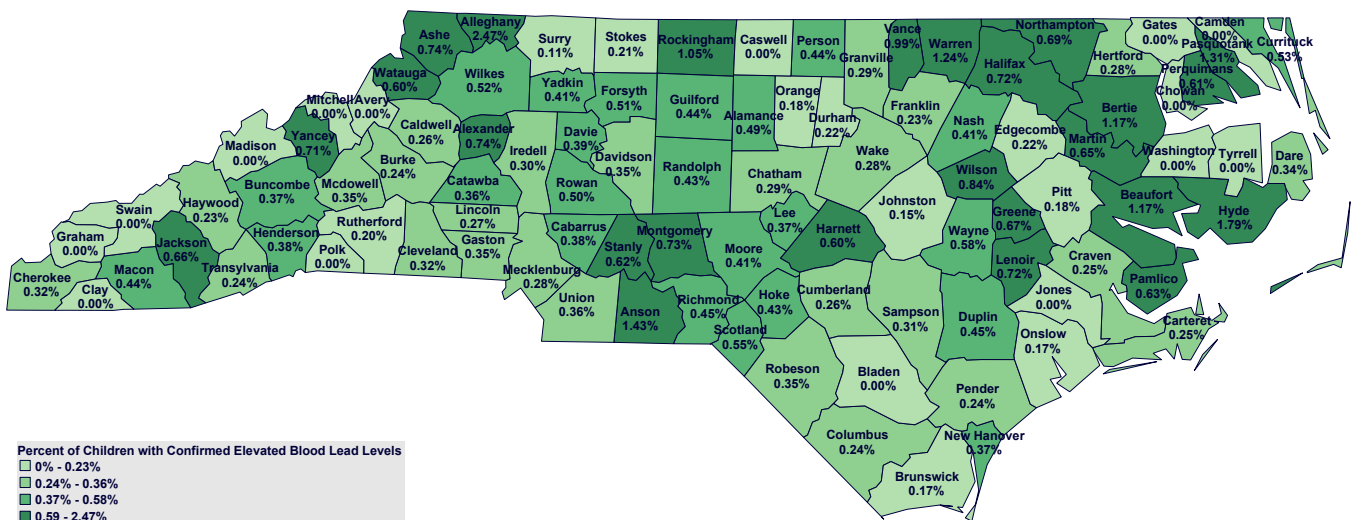 Alleghany
2.47%
Ashe
0.74%
Surry
0.11%
Stokes
0.21%
Rockingham
1.05%
Caswell
0.00%
Person
0.44%
Granville
0.29%
Vance
0.99%
Warren
1.24%
Northampton
0.69%
Halifax
0.72%
Hertford
0.28%
Gates
0.00%
Camden
0.00%
Pasquotank
1.31%
Currituck
0.53%
Perquimans
0.61%
Chowan
0.00%
Watauga
0.60%
Wilkes
0.52%
Yadkin
0.41%
Forsyth
0.51%
Guilford
0.44%
Alamance
0.49%
Orange
0.18%
Durham
0.22%
Franklin
0.23%
Nash
0.41%
Edgecombe
0.22%
Bertie
1.17%
Martin
0.65%
Washington
0.00%
Tyrrell
0.00%
Dare
0.34%
Mitchell
0.00%
Avery
0.00%
Caldwell
0.26%
Alexander
0.74%
Iredell
0.30%
Davie
0.39%
Davidson
0.35%
Randolph
0.43%
Chatham
0.29%
Wake
0.28%
Wilson
0.84%
Pitt
0.18%
Beaufort
1.17%
Hyde
1.79%
Madison
0.00%
Yancey
0.71%
Burke
0.24%
Catawba
0.36%
Rowan
0.50%
Johnston
0.15%
Greene
0.67%
Buncombe
0.37%
Mcdowell
0.35%
Haywood
0.23%
Swain
0.00%
Graham
0.00%
Cherokee
0.32%
Clay
0.00%
Macon
0.44%
Jackson
0.66%
Transylvania
0.24%
Henderson
0.38%
Polk
0.00%
Rutherford
0.20%
Cleveland
0.32%
Lincoln
0.27%
Gaston
0.35%
Mecklenburg
0.28%
Cabarrus
0.38%
Stanly
0.62%
Montgomery
0.73%
Moore
0.41%
Lee
0.37%
Harnett
0.60%
Wayne
0.58%
Lenoir
0.72%
Craven
0.25%
Pamlico
0.63%
Union
0.36%
Anson
1.43%
Richmond
0.45%
Scotland
0.55%
Hoke
0.43%
Cumberland
0.26%
Sampson
0.31%
Duplin
0.45%
Jones
0.00%
Onslow
0.17%
Carteret
0.25%
Robeson
0.35%
Bladen
0.00%
Pender
0.24%
Columbus
0.24%
New Hanover
0.37%
Brunswick
0.17%
Percent of Children with Confirmed Elevated Blood Lead Levels
0% - 0.23%
0.24% - 0.36%
0.37% - 0.58%
0.59 - 2.47%